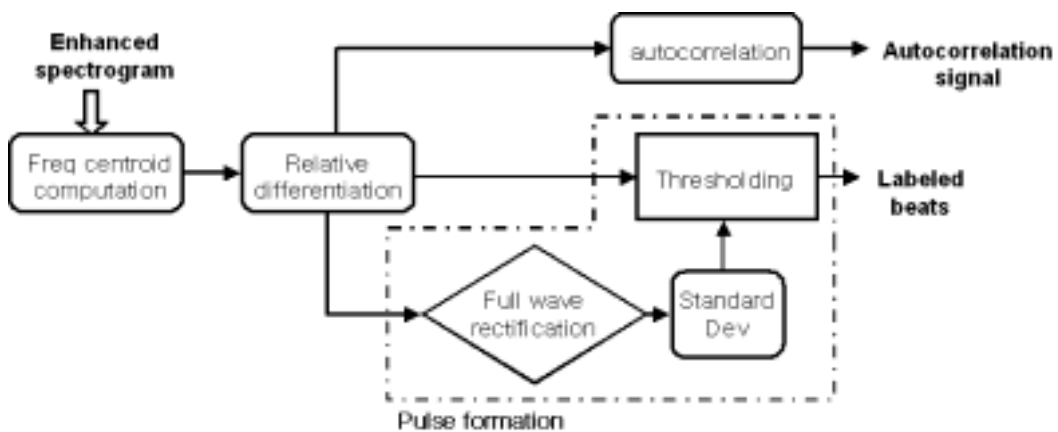 Enhanced
spectrogram
autocorrelation
Autocorrelation
signal
Freq centroid
computation
Relative
differentiation
Thresholding
Labeled
beats
Full wave
rectification
Standard
Dev
Pulse formation